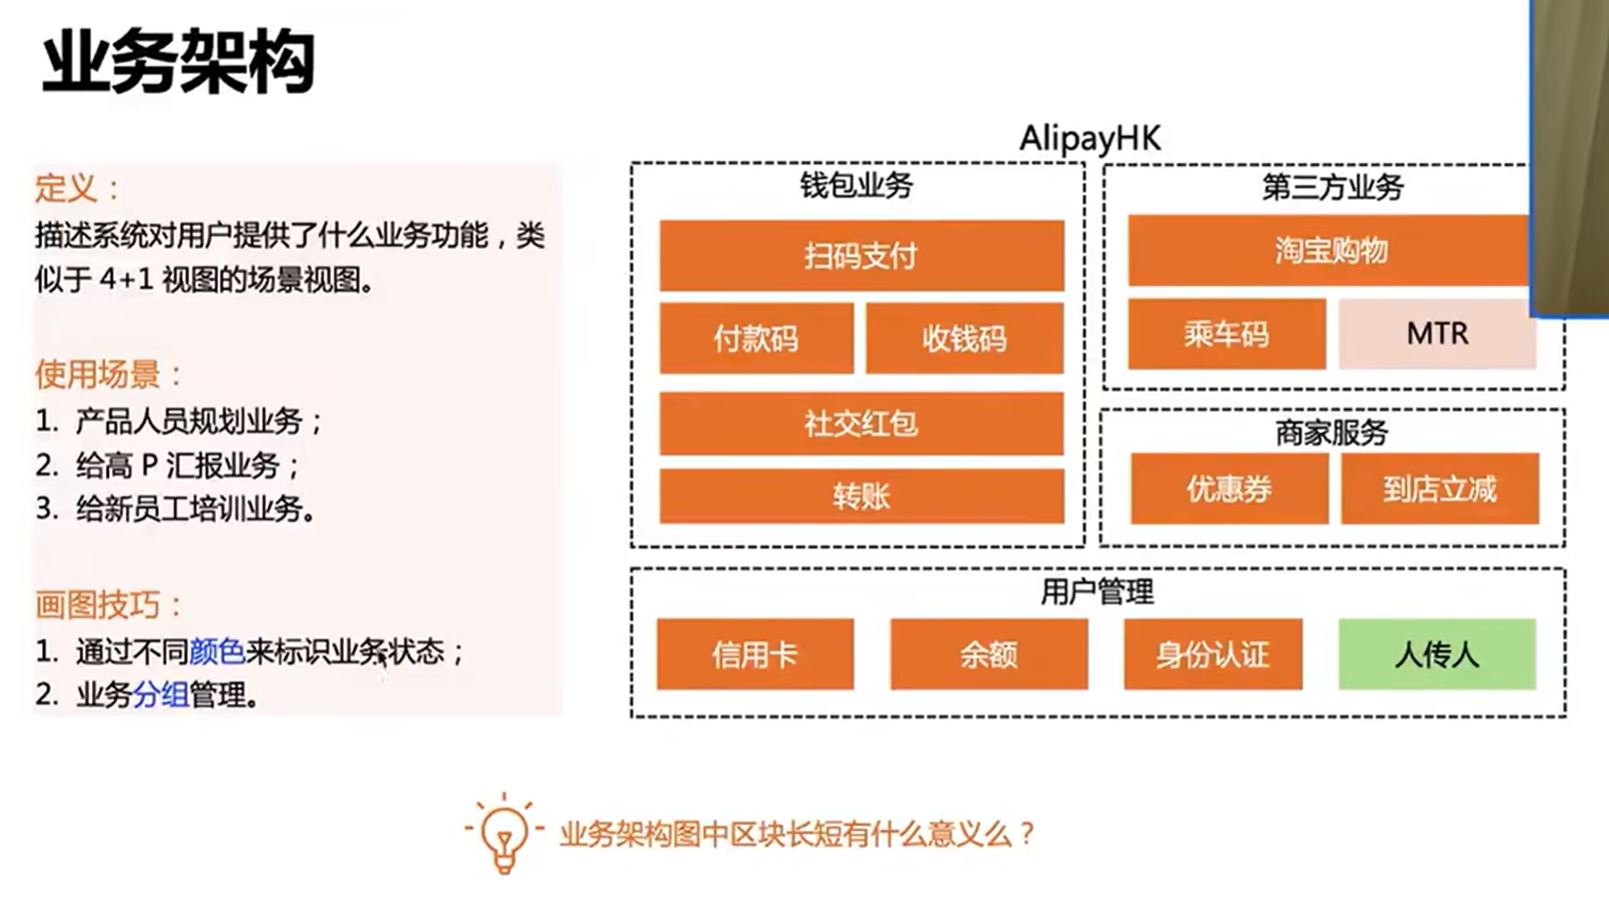 业务架构
定义：
描述系统对用户提供了什么业务功能，类
似于 4+1 视图的场景视图。
使用场景：
1. 产品人员规划业务；
2. 给高 P 汇报业务；
3. 给新员工培训业务。
画图技巧：
1. 通过不同颜色来标识业务状态；
2. 业务分组管理。
AlipayHK
钱包业务
扫码支付
付款码 收钱码
社交红包
转账
第三方业务
淘宝购物
乘车码 MTR
商家服务
优惠券 到店立减
用户管理
信用卡 余额 身份认证 人传人
业务架构图中区块长短有什么意义么？